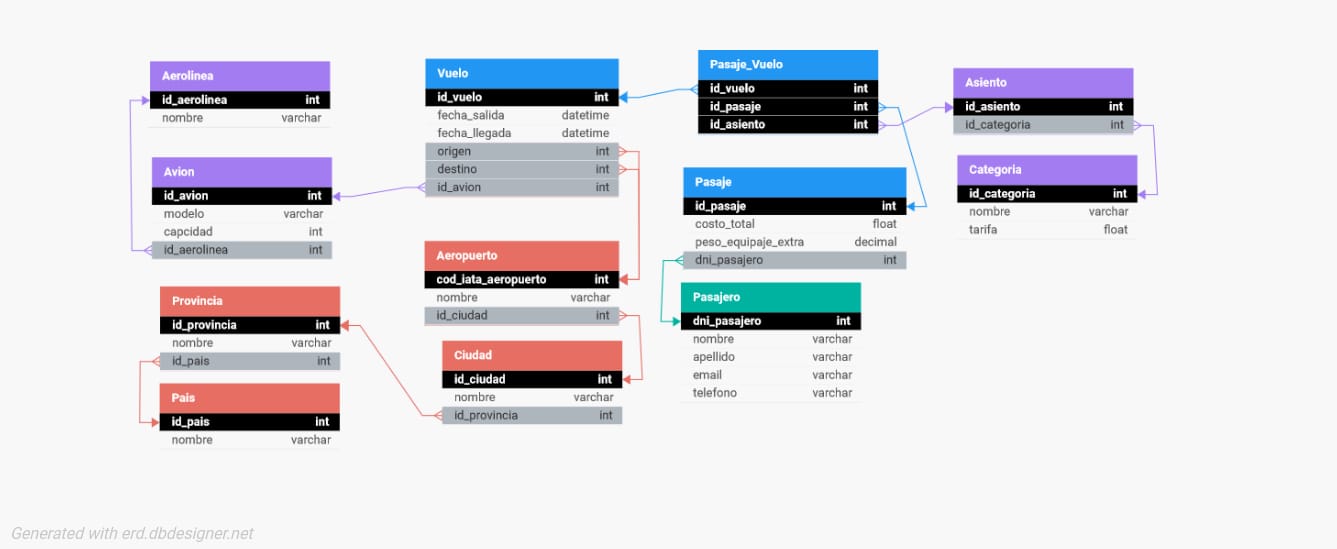 Aerolinea
id_aerolinea int
nombre varchar
Avion
id_avion int
modelo varchar
capcidad int
id_aerolinea int
Provincia
id_provincia int
nombre varchar
id_pais int
Pais
id_pais int
nombre varchar
Vuelo
id_vuelo int
fecha_salida datetime
fecha_llegada datetime
origen int
destino int
id_avion int
Aeropuerto
cod_iata_aeropuerto int
nombre varchar
id_ciudad int
Ciudad
id_ciudad int
nombre varchar
id_provincia int
Pasaje_Vuelo
id_vuelo int
id_pasaje int
id_asiento int
Pasaje
id_pasaje int
costo_total float
peso_equipaje_extra decimal
dni_pasajero int
Pasajero
dni_pasajero int
nombre varchar
apellido varchar
email varchar
telefono varchar
Asiento
id_asiento int
id_categoria int
Categoria
id_categoria int
nombre varchar
tarifa float
Generated with erd.dbdesigner.net